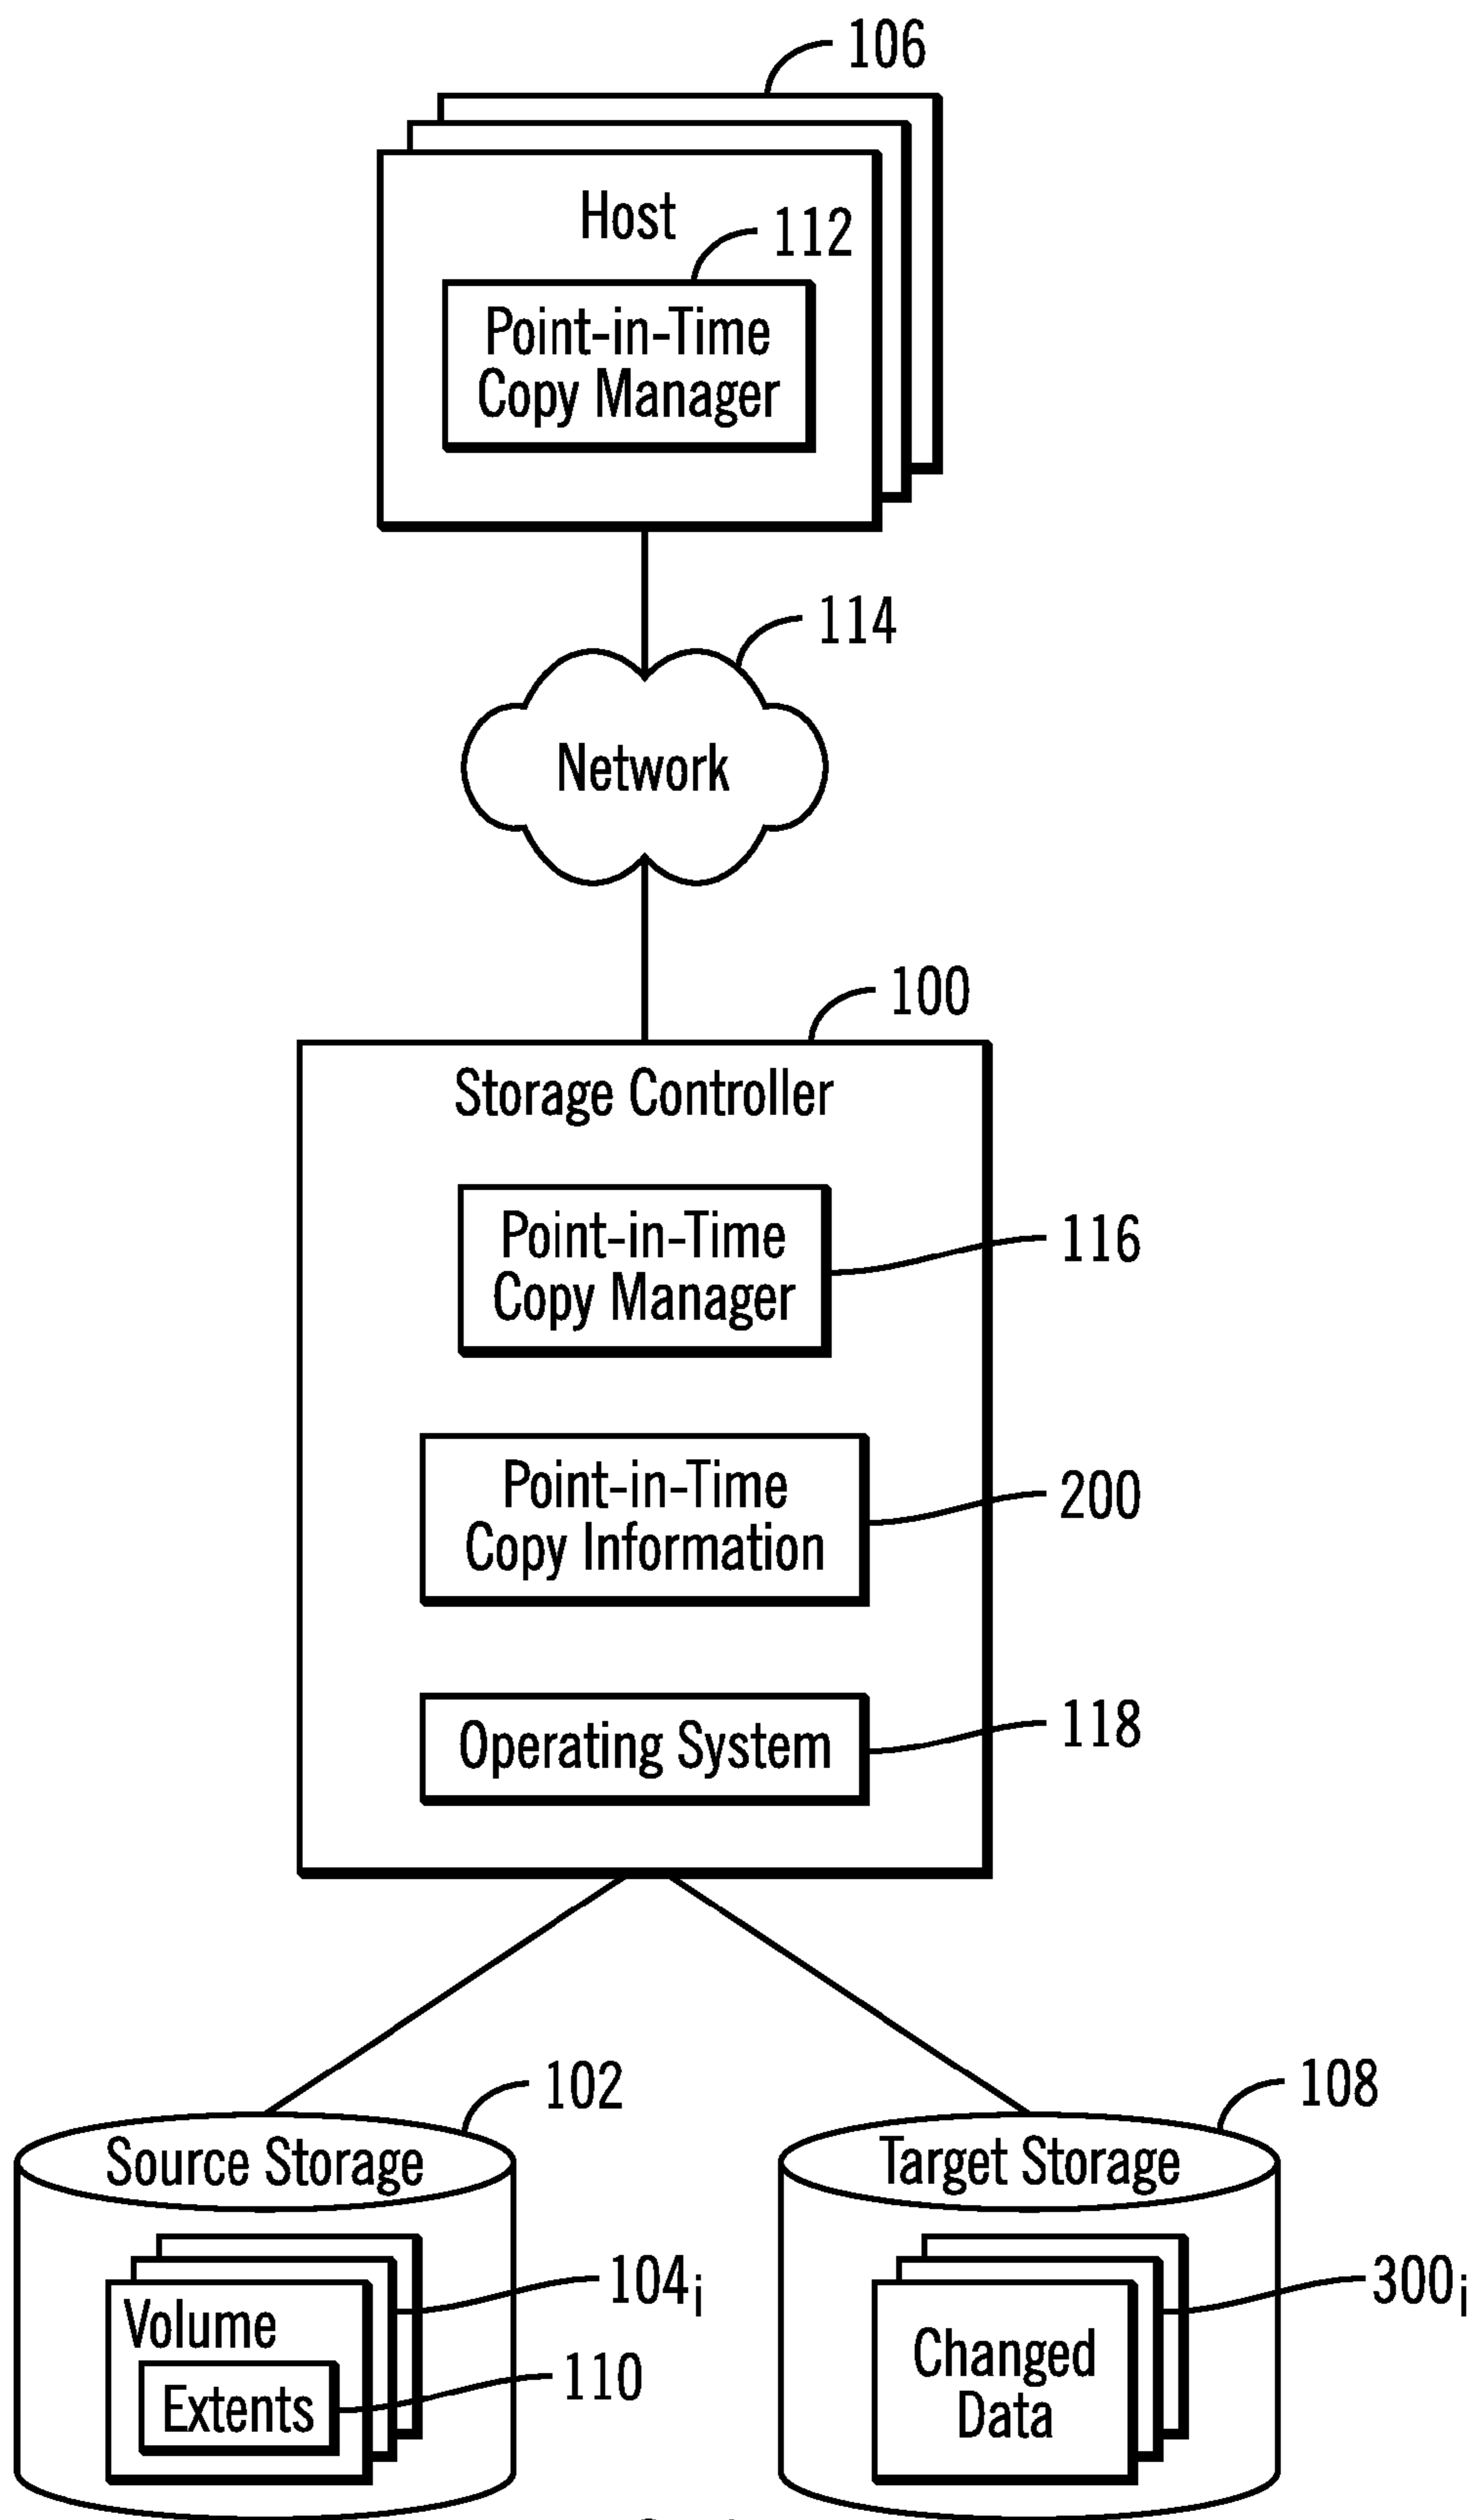 106
Host
112
Point-in-Time
Copy Manager
114
Network
100
Storage Controller
Point-in-Time
Copy Manager
116
Point-in-Time
Copy Information
200
Operating System
118
102
108
Source Storage
Target Storage
104i
300i
Volume
110
Extents
Changed
Data